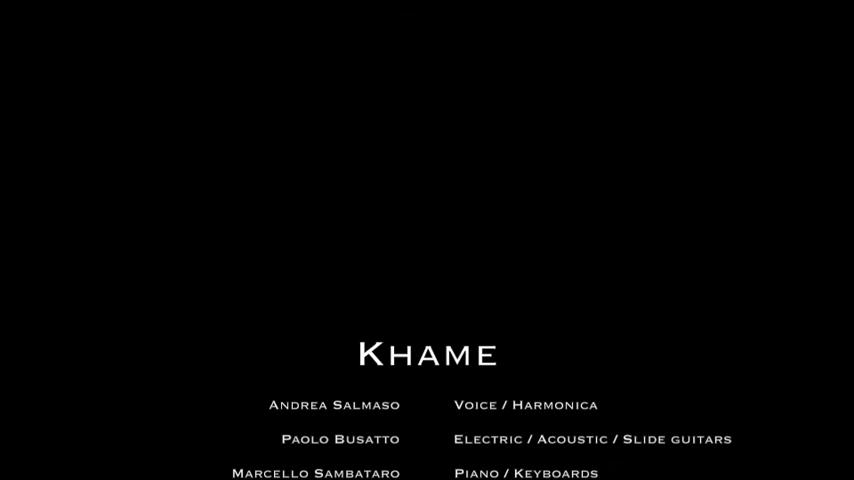 Khame
Andrea Salmaso Voice / Harmonica
Paolo Busatto Electric / Acoustic / Slide guitars
Marcello Sambataro Piano / Keyboards